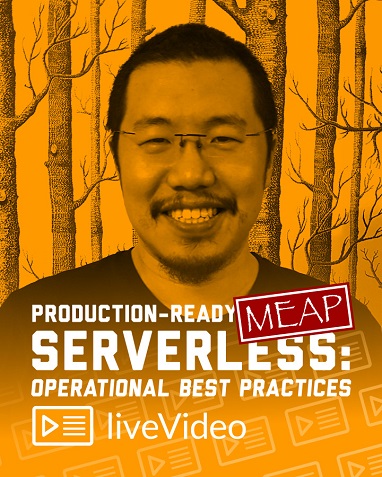 PRODUCTION-READY
MEAP
SERVERLESS:
OPERATIONAL BEST PRACTICES
liveVideo